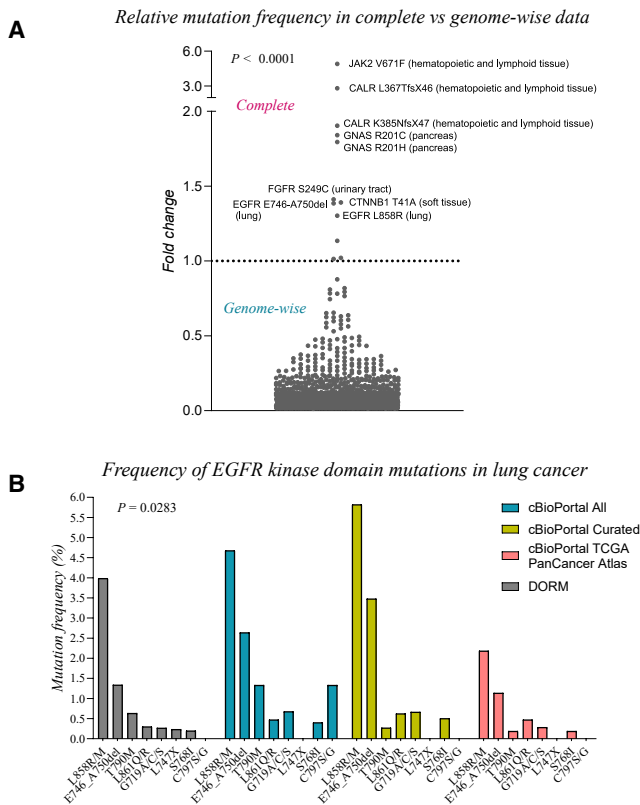 A
Relative mutation frequency in complete vs genome-wise data
P < 0.0001
Complete
Genome-wise
Fold change
6.0
3.0
2.0
1.5
1.0
0.5
0.0
JAK2 V671F (hematopoietic and lymphoid tissue)
CALR L367TfsX46 (hematopoietic and lymphoid tissue)
CALR K385NfsX47 (hematopoietic and lymphoid tissue)
GNAS R201C (pancreas)
GNAS R201H (pancreas)
FGFR S249C (urinary tract)
EGFR E746-A750del
(lung)
CTNNB1 T41A (soft tissue)
EGFR L858R (lung)
B
Frequency of EGFR kinase domain mutations in lung cancer
P = 0.0283
Mutation frequency (%)
6.0
5.5
5.0
4.5
4.0
3.5
3.0
2.5
2.0
1.5
1.0
0.5
0.0
cBioPortal All
cBioPortal Curated
cBioPortal TCGA
PanCancer Atlas
DORM
L858R/M
E746_A750del
T790M
L861Q/R
G719A/C/S
L747X
S768I
C797S/G
L858R/M
E746_A750del
T790M
L861Q/R
G719A/C/S
L747X
S768I
C797S/G
L858R/M
E746_A750del
T790M
L861Q/R
G719A/C/S
L747X
S768I
C797S/G
L858R/M
E746_A750del
T790M
L861Q/R
G719A/C/S
L747X
S768I
C797S/G